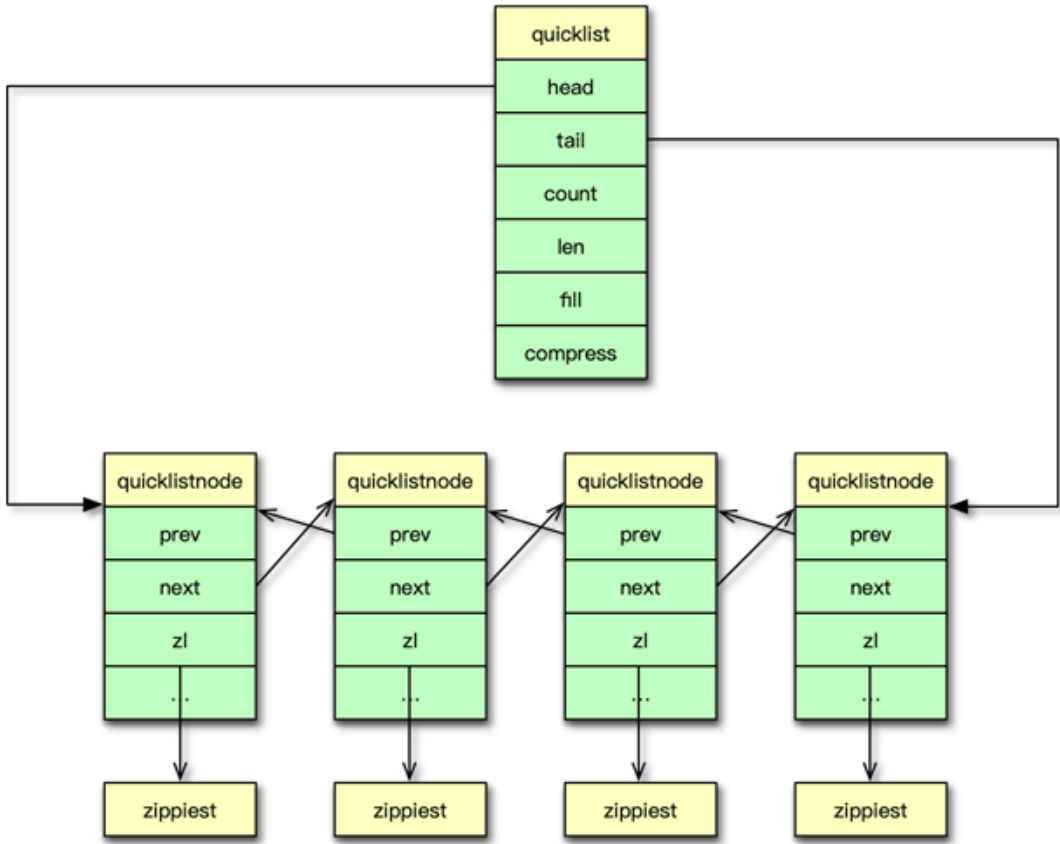 quicklist
head
tail
count
len
fill
compress
quicklistnode quicklistnode quicklistnode quicklistnode
prev prev prev prev
next next next next
zl zl zl zl
... ... ... ...
zippiest zippiest zippiest zippiest